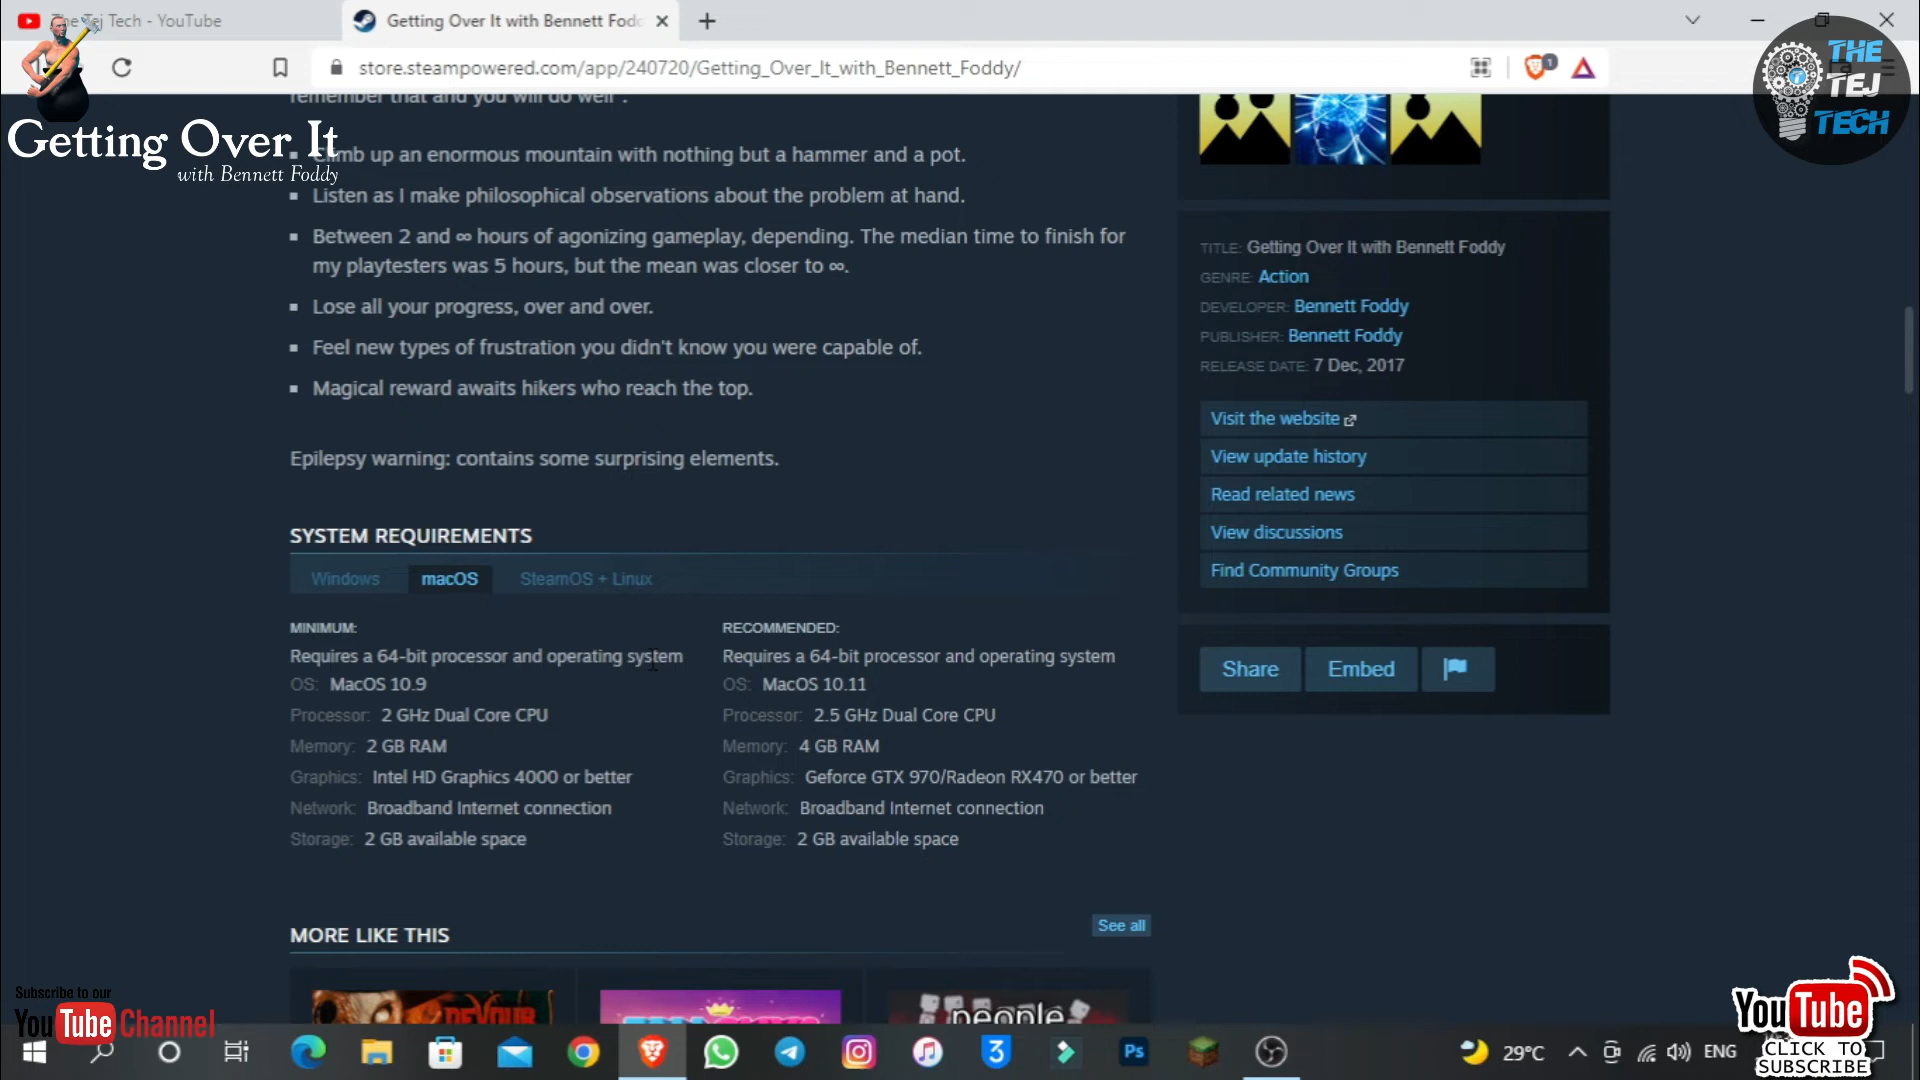 The Tej Tech - YouTube
Getting Over It with Bennett Fodd
store.steampowered.com/app/240720/Getting_Over_It_with_Bennett_Foddy/
1
THE
TEJ
TECH
Getting Over It
with Bennett Foddy
remember that and you will do well".
Climb up an enormous mountain with nothing but a hammer and a pot.
Listen as I make philosophical observations about the problem at hand.
Between 2 and ∞ hours of agonizing gameplay, depending. The median time to finish for
my playtesters was 5 hours, but the mean was closer to ∞.
Lose all your progress, over and over.
Feel new types of frustration you didn't know you were capable of.
Magical reward awaits hikers who reach the top.
Epilepsy warning: contains some surprising elements.
SYSTEM REQUIREMENTS
Windows macOS SteamOS + Linux
MINIMUM:
Requires a 64-bit processor and operating system
OS: MacOS 10.9
Processor: 2 GHz Dual Core CPU
Memory: 2 GB RAM
Graphics: Intel HD Graphics 4000 or better
Network: Broadband Internet connection
Storage: 2 GB available space
RECOMMENDED:
Requires a 64-bit processor and operating system
OS: MacOS 10.11
Processor: 2.5 GHz Dual Core CPU
Memory: 4 GB RAM
Graphics: Geforce GTX 970/Radeon RX470 or better
Network: Broadband Internet connection
Storage: 2 GB available space
TITLE: Getting Over It with Bennett Foddy
GENRE: Action
DEVELOPER: Bennett Foddy
PUBLISHER: Bennett Foddy
RELEASE DATE: 7 Dec, 2017
Visit the website
View update history
Read related news
View discussions
Find Community Groups
Share Embed
MORE LIKE THIS
See all
DEVOUR
people
Subscribe to our
YouTube Channel
YouTube
CLICK TO
SUBSCRIBE
3
Ps
29°C
ENG